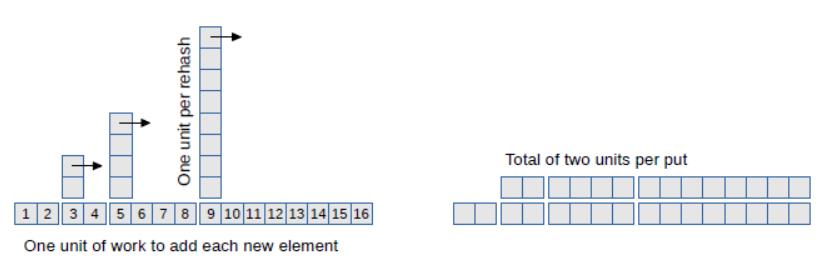 One unit per rehash
1 2 3 4 5 6 7 8 9 10 11 12 13 14 15 16
One unit of work to add each new element
Total of two units per put